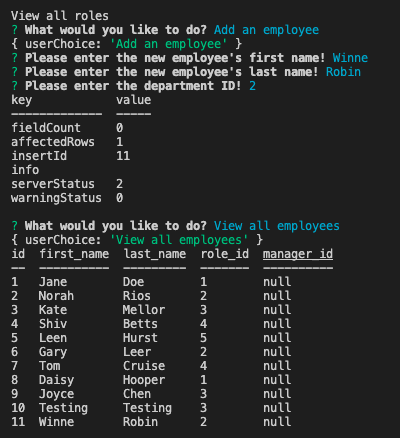 View all roles
? What would you like to do? Add an employee
{ userChoice: 'Add an employee' }
? Please enter the new employee's first name! Winne
? Please enter the new employee's last name! Robin
? Please enter the department ID! 2
key value
------------- -----
fieldCount 0
affectedRows 1
insertId 11
info
serverStatus 2
warningStatus 0
? What would you like to do? View all employees
{ userChoice: 'View all employees' }
id first_name last_name role_id manager_id
-- ---------- --------- ------- ----------
1 Jane Doe 1 null
2 Norah Rios 2 null
3 Kate Mellor 3 null
4 Shiv Betts 4 null
5 Leen Hurst 5 null
6 Gary Leer 2 null
7 Tom Cruise 4 null
8 Daisy Hooper 1 null
9 Joyce Chen 3 null
10 Testing Testing 3 null
11 Winne Robin 2 null